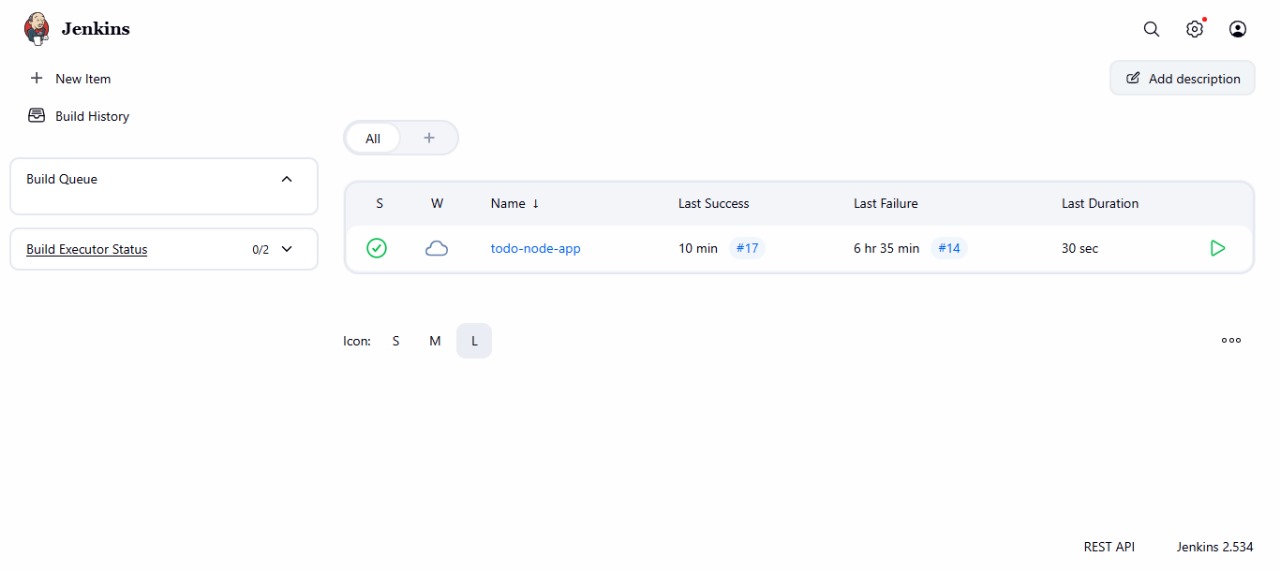 Jenkins
New Item
Add description
Build History
All +
Build Queue
S W Name ↓ Last Success Last Failure Last Duration
Build Executor Status 0/2
todo-node-app 10 min #17 6 hr 35 min #14 30 sec
Icon: S M L
REST API Jenkins 2.534